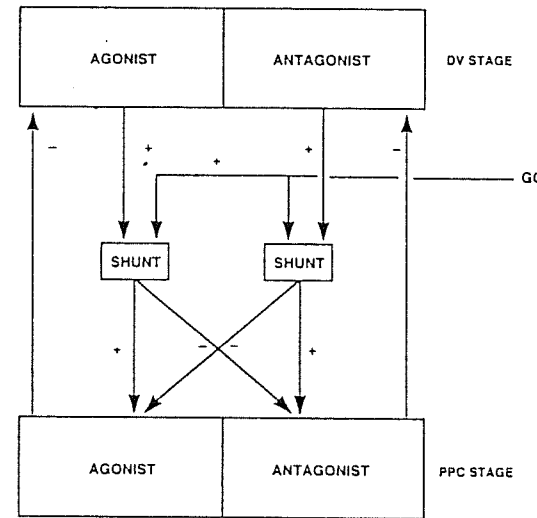 AGONIST ANTAGONIST DV STAGE
− + + + −
GO
SHUNT SHUNT
+ − − +
AGONIST ANTAGONIST PPC STAGE